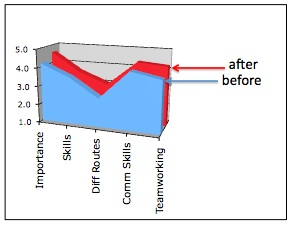 5.0
4.0
3.0
2.0
1.0
after
before
Importance
Skills
Diff Routes
Comm Skills
Teamworking